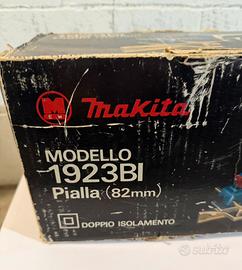 M
Makita
MODELLO
1923BI
Pialla (82mm)
DOPPIO ISOLAMENTO
subito